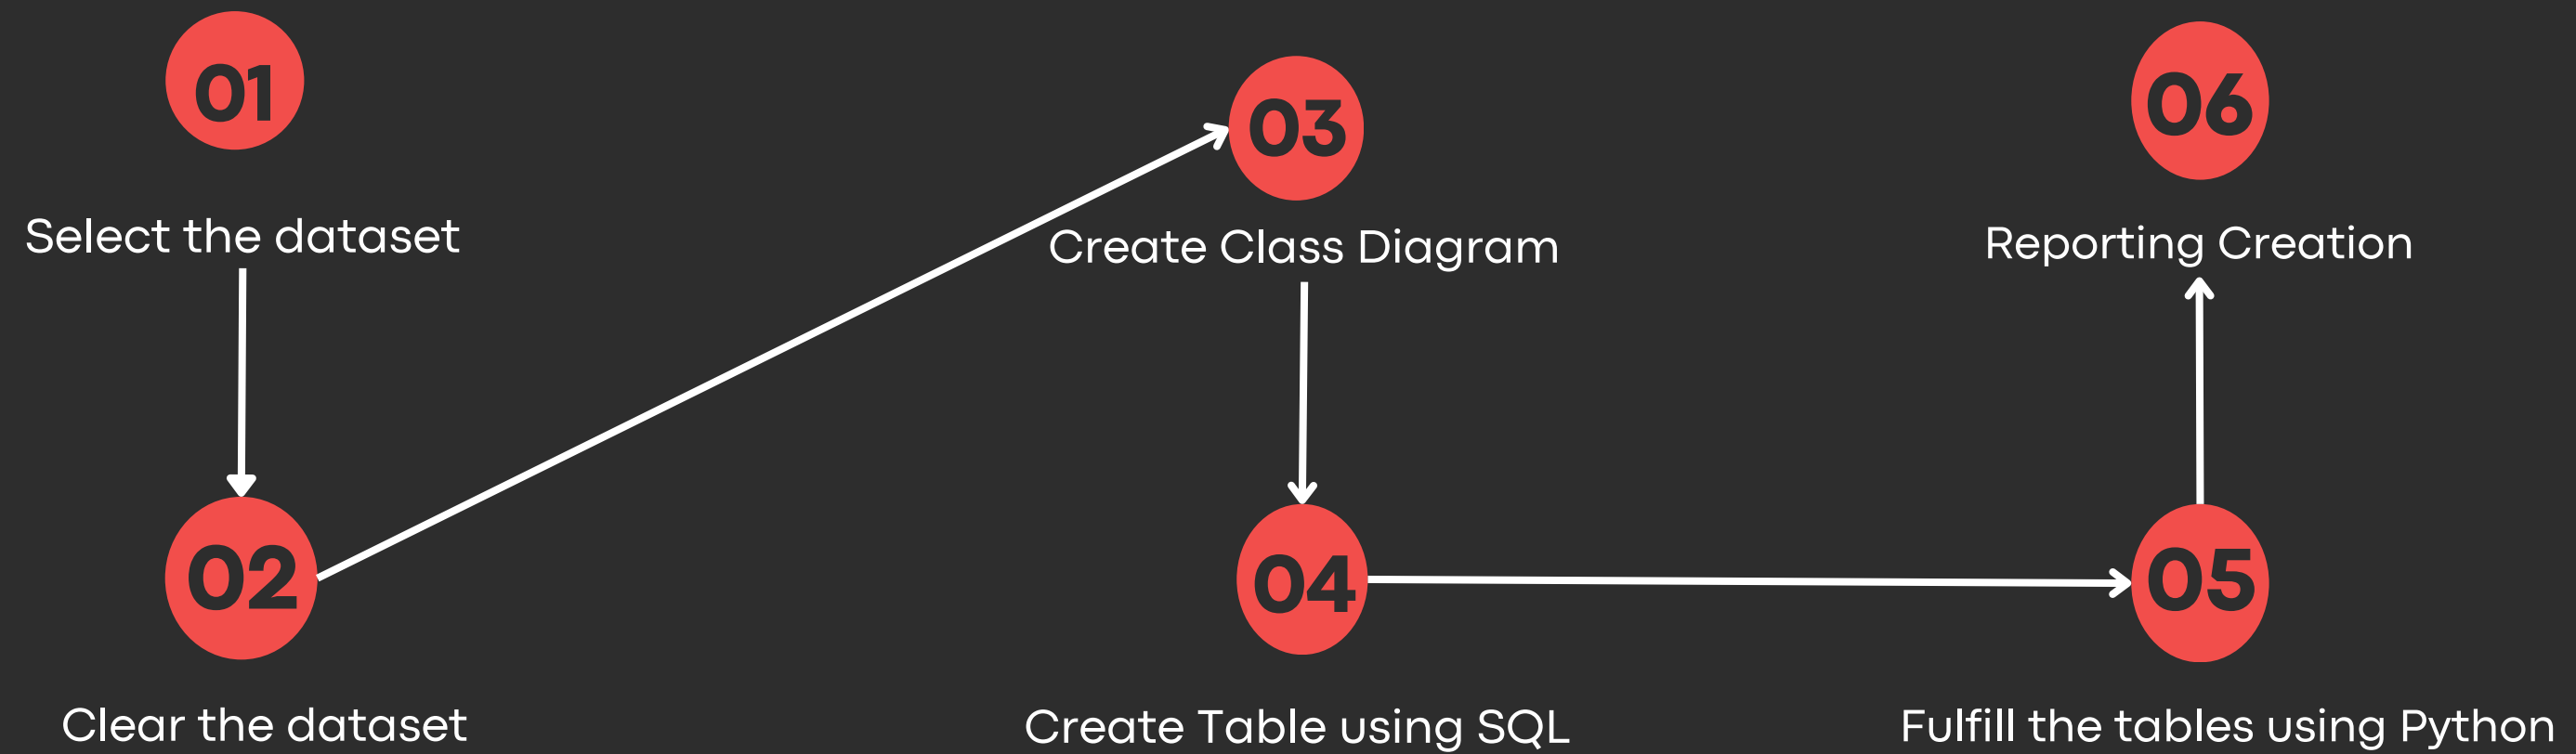 01
Select the dataset
02
Clear the dataset
03
Create Class Diagram
04
Create Table using SQL
05
Fulfill the tables using Python
06
Reporting Creation